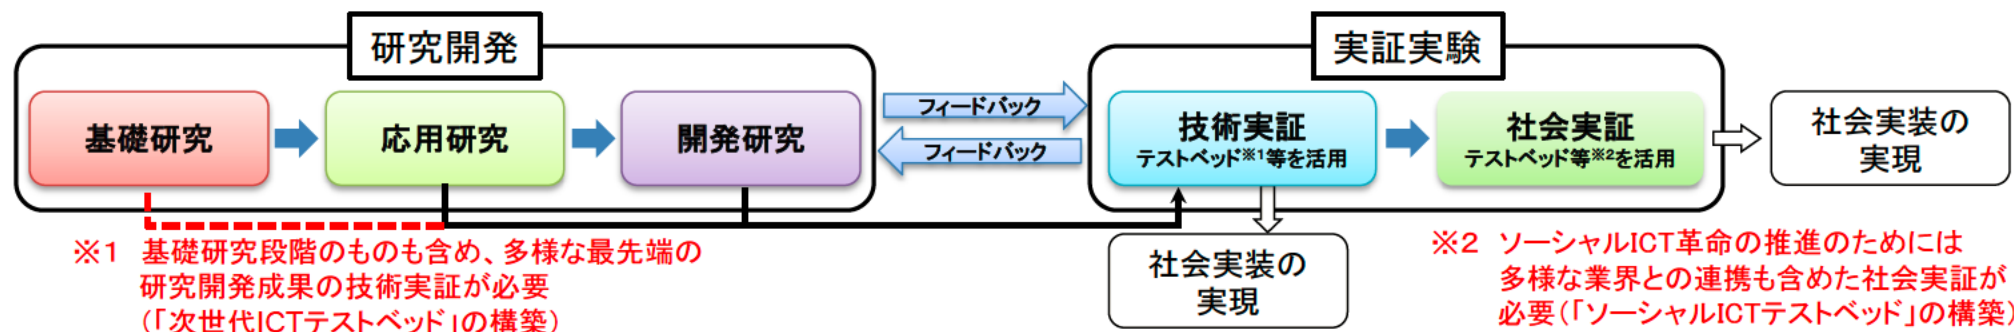 研究開発
基礎研究
応用研究
開発研究
フィードバック
フィードバック
実証実験
技術実証
テストベッド※1等を活用
社会実証
テストベッド等※2を活用
社会実装の
実現
社会実装の
実現
※1 基礎研究段階のものも含め、多様な最先端の
研究開発成果の技術実証が必要
(「次世代ICTテストベッド」の構築)
※2 ソーシャルICT革命の推進のためには
多様な業界との連携も含めた社会実証が
必要(「ソーシャルICTテストベッド」の構築)